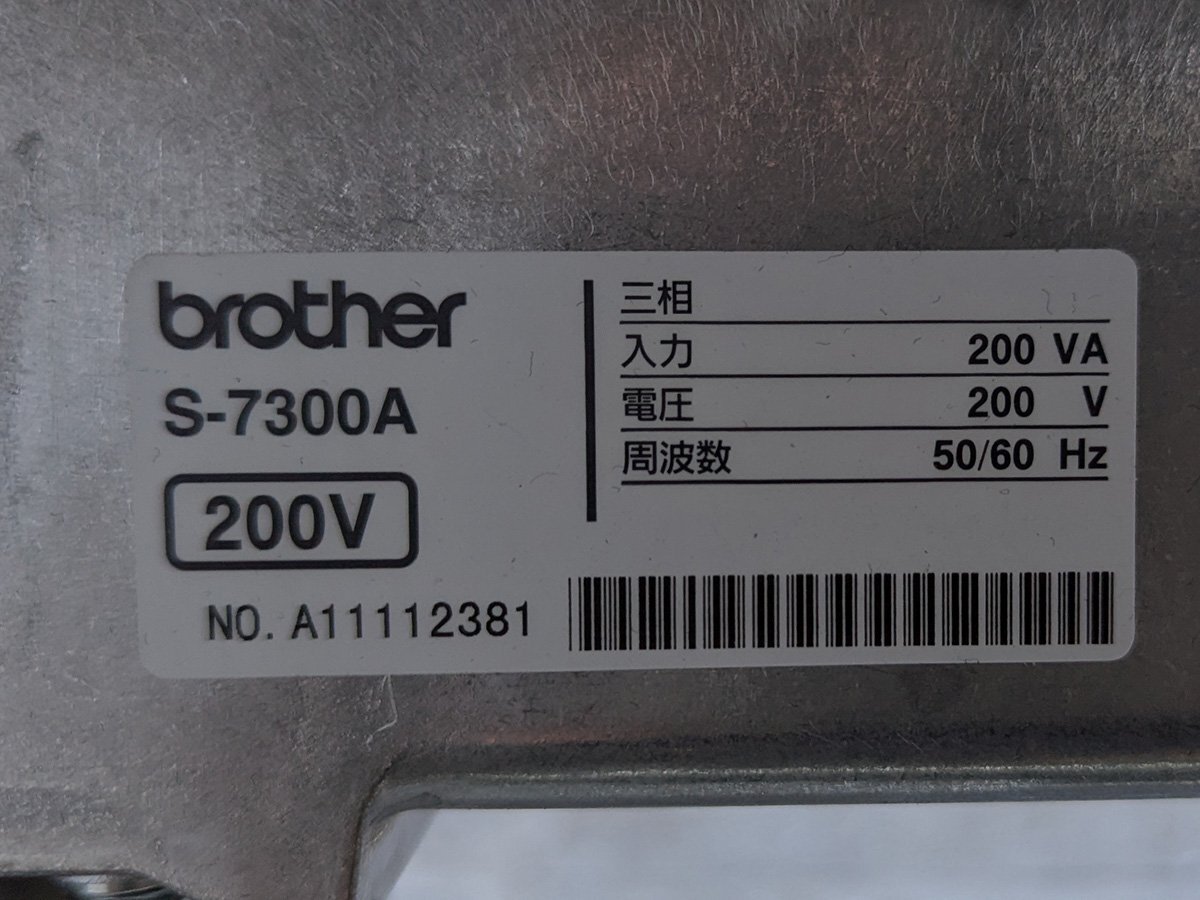 brother
S-7300A
200V
NO. A11112381
三相
入力 200 VA
電圧 200 V
周波数 50/60 Hz